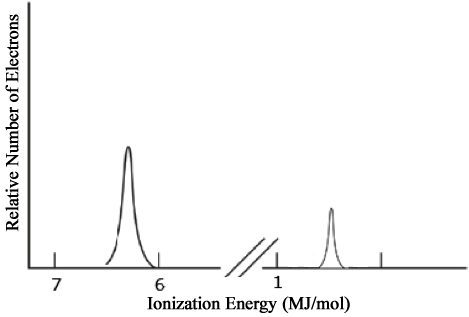 Relative Number of Electrons
7 6 1
Ionization Energy (MJ/mol)